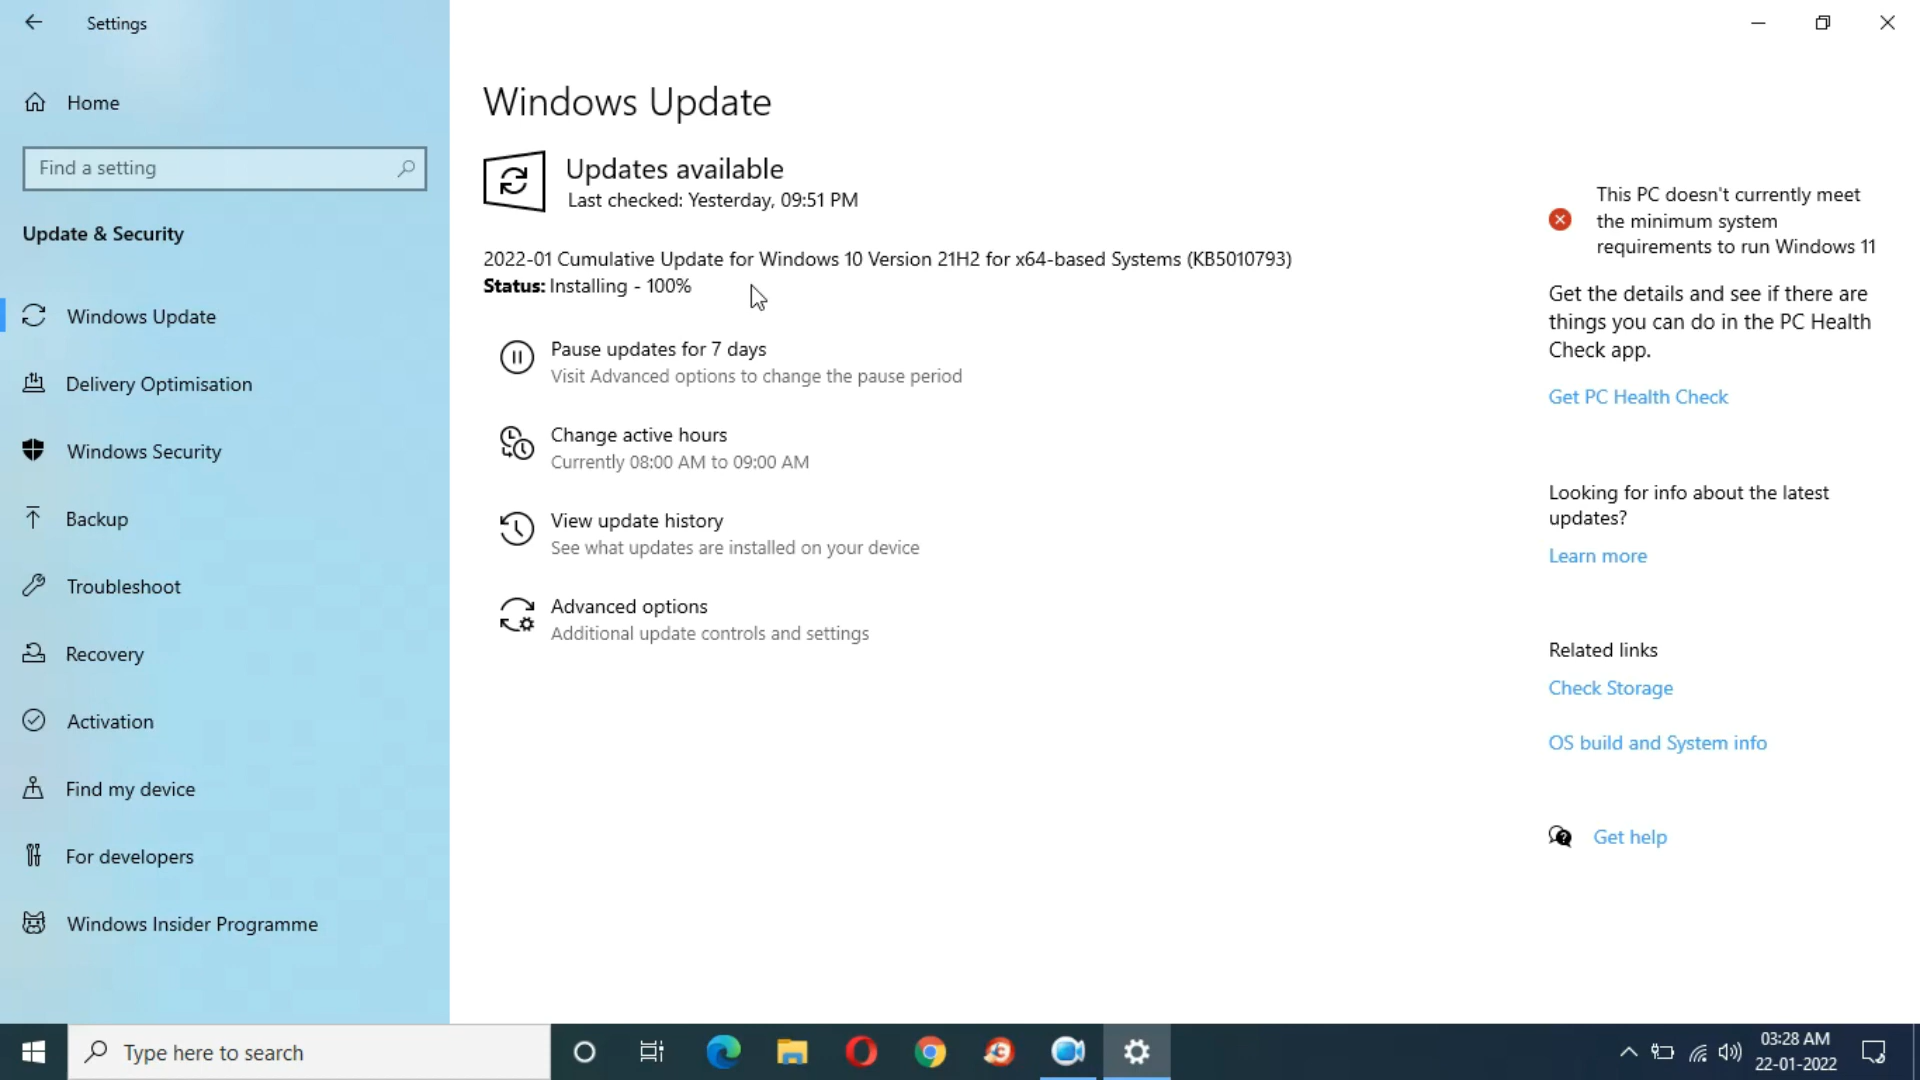 Settings
Home
Find a setting
Update & Security
Windows Update
Delivery Optimisation
Windows Security
Backup
Troubleshoot
Recovery
Activation
Find my device
For developers
Windows Insider Programme
Windows Update
Updates available
Last checked: Yesterday, 09:51 PM
2022-01 Cumulative Update for Windows 10 Version 21H2 for x64-based Systems (KB5010793)
Status: Installing - 100%
Pause updates for 7 days
Visit Advanced options to change the pause period
Change active hours
Currently 08:00 AM to 09:00 AM
View update history
See what updates are installed on your device
Advanced options
Additional update controls and settings
This PC doesn't currently meet
the minimum system
requirements to run Windows 11
Get the details and see if there are
things you can do in the PC Health
Check app.
Get PC Health Check
Looking for info about the latest
updates?
Learn more
Related links
Check Storage
OS build and System info
Get help
Type here to search
03:28 AM
22-01-2022